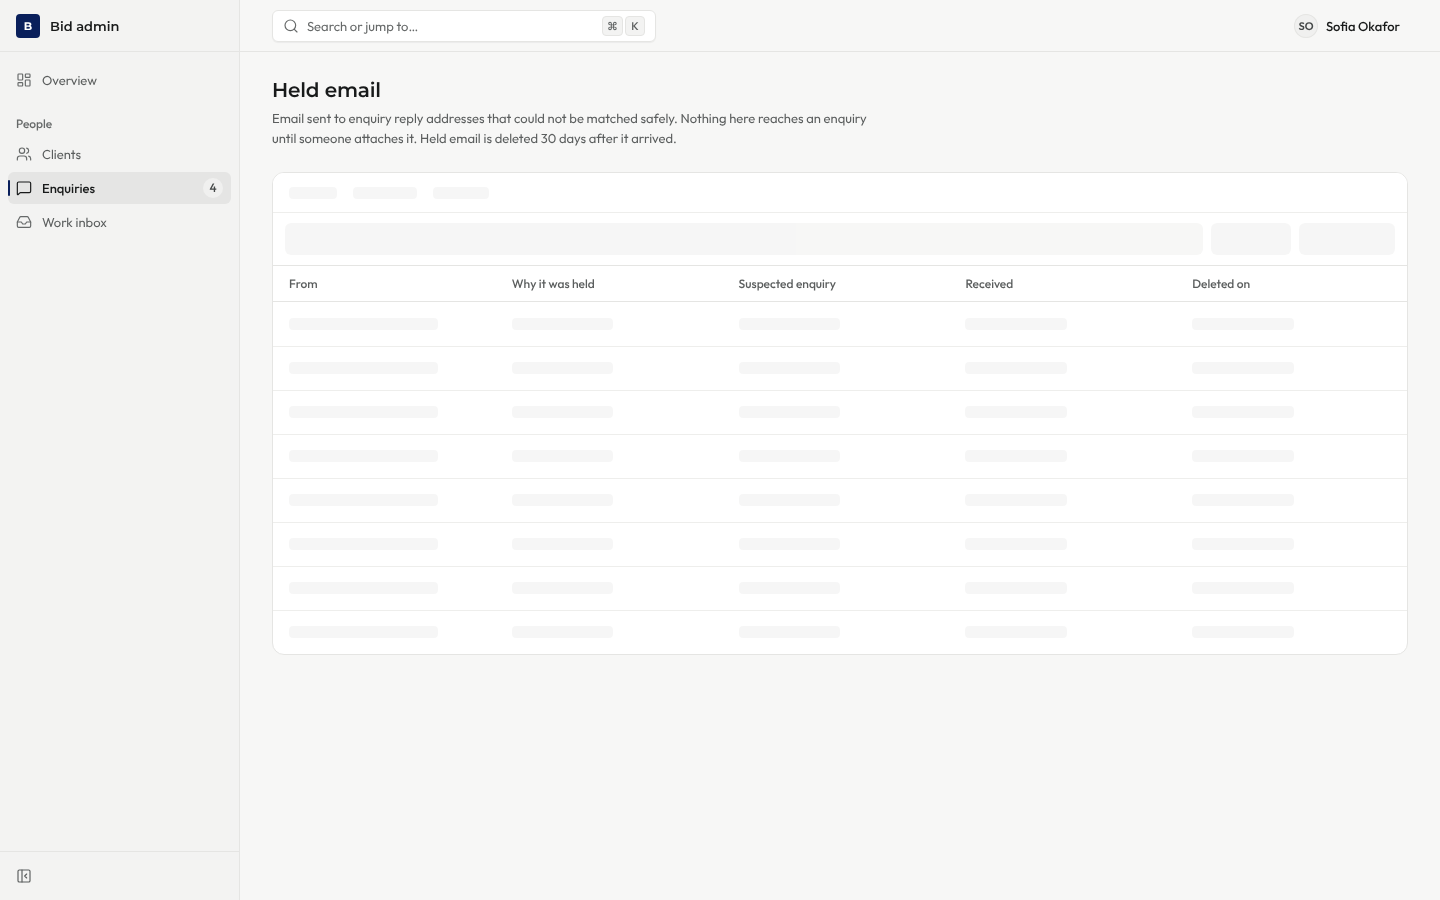 B Bid admin
Search or jump to... ⌘ K
SO Sofia Okafor
Overview
People
Clients
Enquiries 4
Work inbox
Held email
Email sent to enquiry reply addresses that could not be matched safely. Nothing here reaches an enquiry
until someone attaches it. Held email is deleted 30 days after it arrived.
From Why it was held Suspected enquiry Received Deleted on